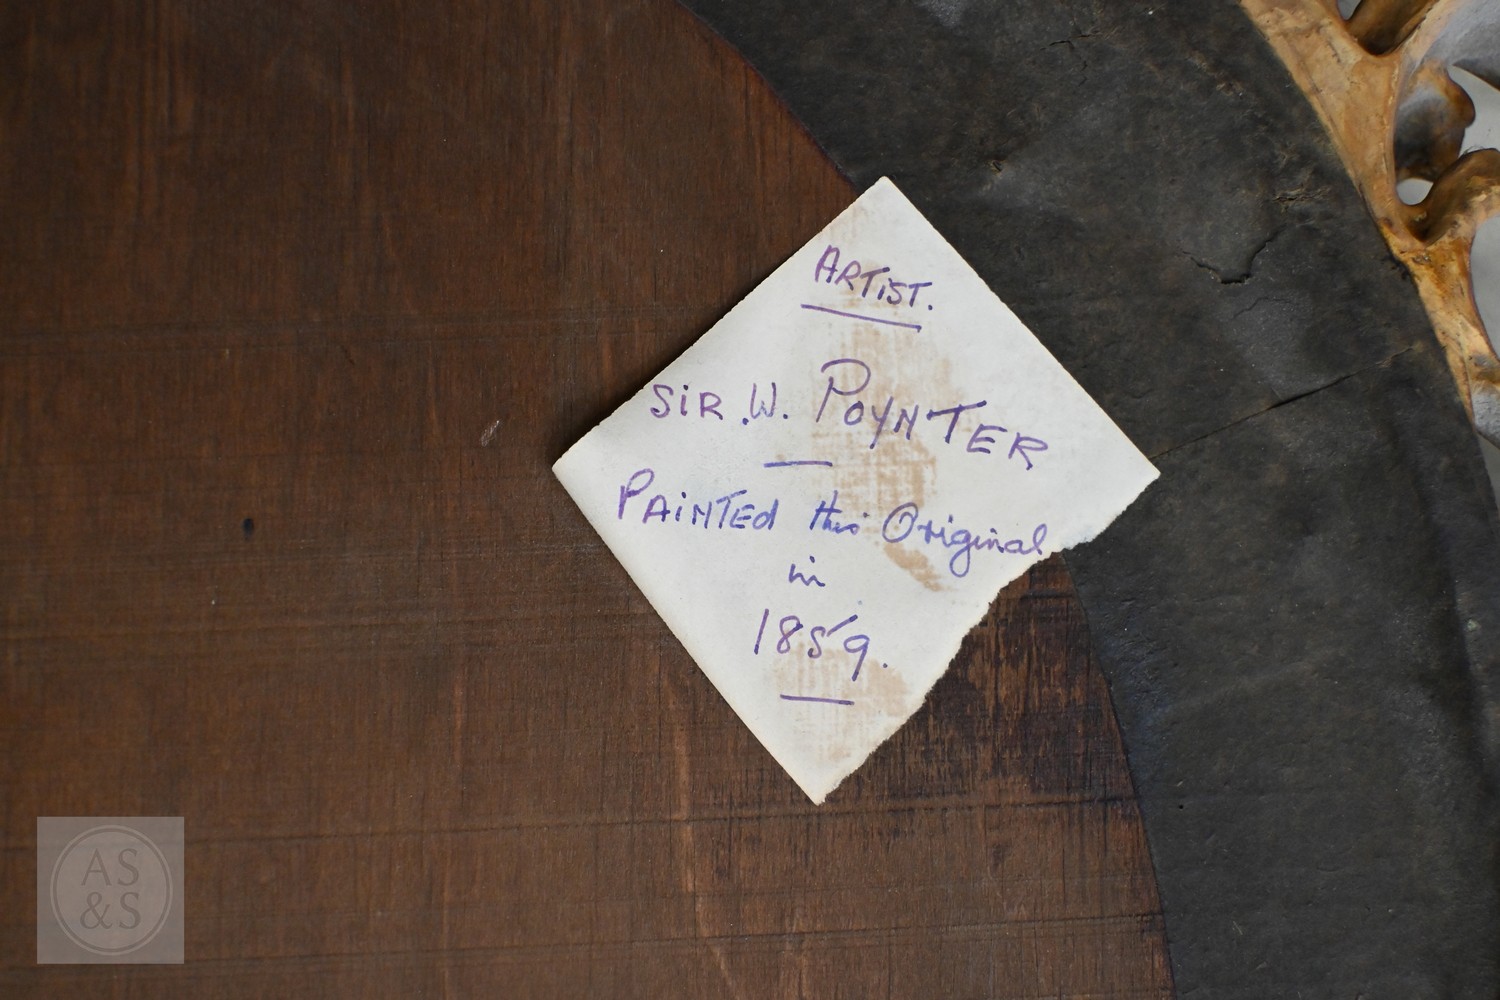 ARTIST.
SIR. W. POYNTER
PAINTED this Original
in
1859.
AS
&S